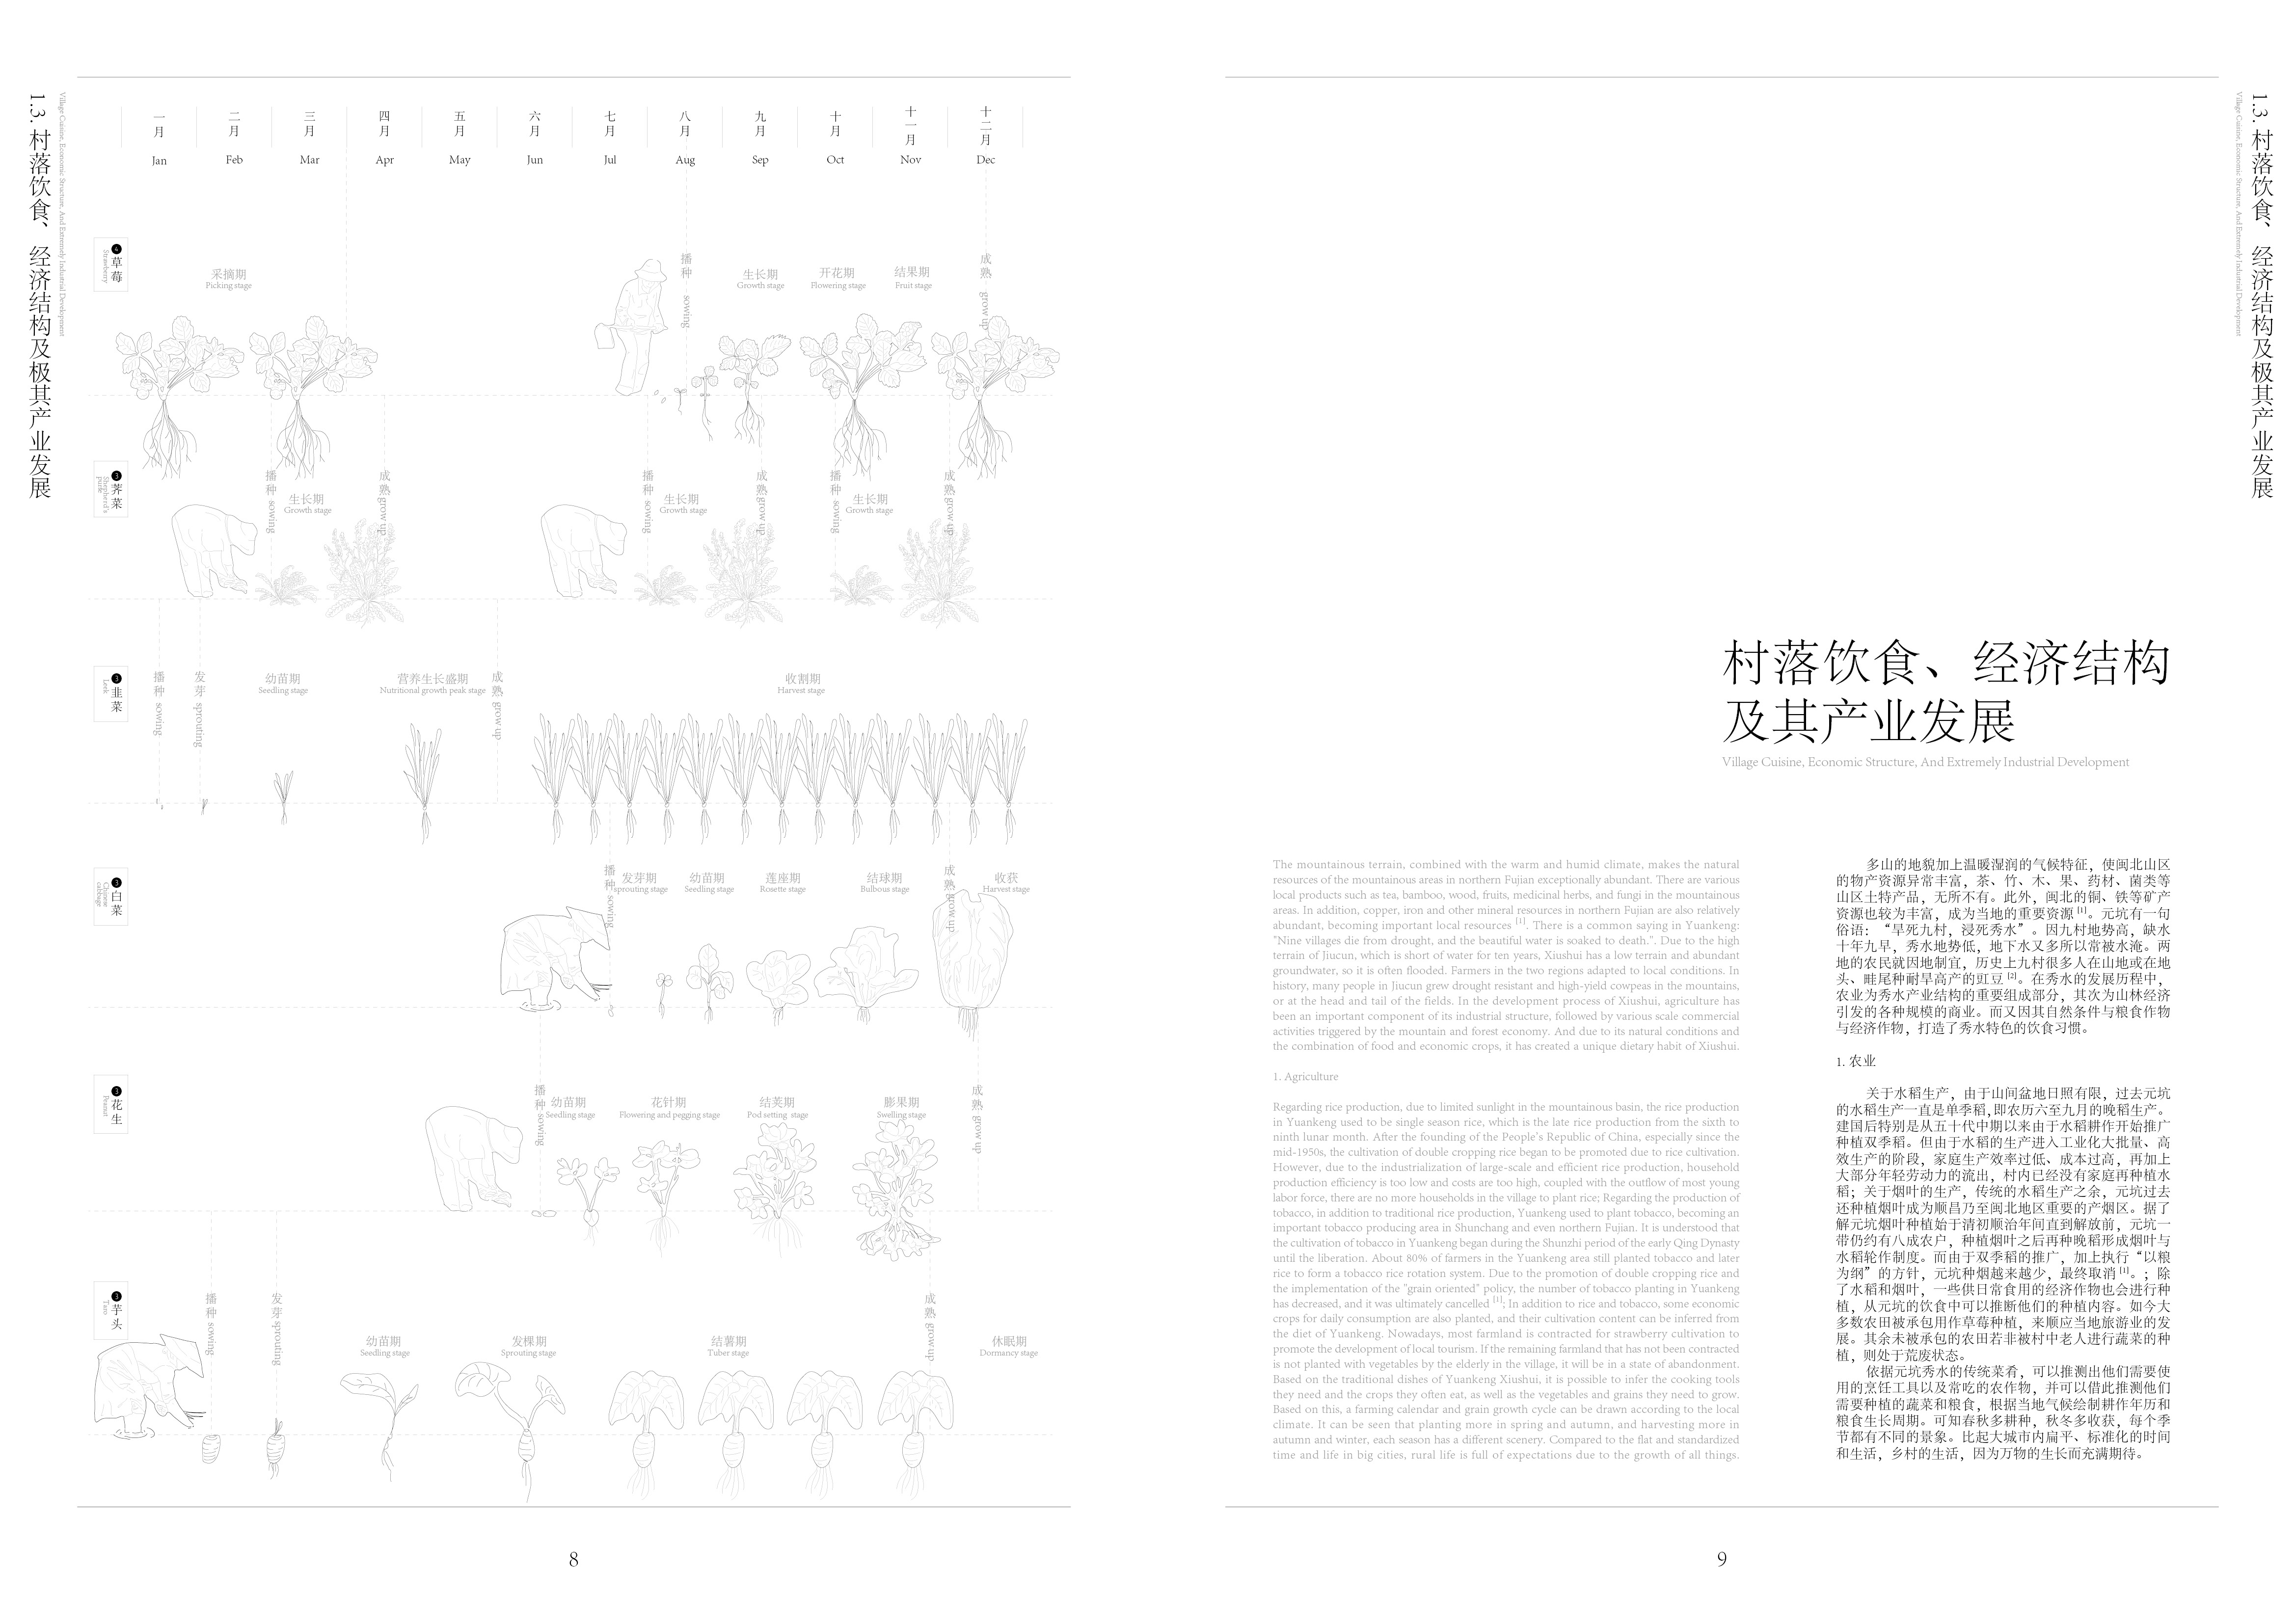 1.3. 村落饮食、经济结构及极其产业发展
Village Cuisine, Economic Structure, And Extremely Industrial Development
一月
二月
三月
四月
五月
六月
七月
八月
九月
十月
十一月
十二月
Jan
Feb
Mar
Apr
May
Jun
Jul
Aug
Sep
Oct
Nov
Dec
4 草莓
Strawberry
采摘期
Picking stage
播种 sowing
生长期
Growth stage
开花期
Flowering stage
结果期
Fruit stage
成熟 grow up
3 荠菜
Shepherd's purse
播种 sowing
生长期
Growth stage
成熟 grow up
播种 sowing
生长期
Growth stage
成熟 grow up
播种 sowing
生长期
Growth stage
成熟 grow up
3 韭菜
Leek
播种 sowing
发芽 sprouting
幼苗期
Seedling stage
营养生长盛期
Nutritional growth peak stage
成熟 grow up
收割期
Harvest stage
3 白菜
Chinese cabbage
播种 sowing
发芽期
sprouting stage
幼苗期
Seedling stage
莲座期
Rosette stage
结球期
Bulbous stage
成熟 grow up
收获
Harvest stage
3 花生
Peanut
播种 sowing
幼苗期
Seedling stage
花针期
Flowering and pegging stage
结荚期
Pod setting stage
膨果期
Swelling stage
成熟 grow up
3 芋头
Taro
播种 sowing
发芽 sprouting
幼苗期
Seedling stage
发棵期
Sprouting stage
结薯期
Tuber stage
成熟 grow up
休眠期
Dormancy stage
8
村落饮食、经济结构
及其产业发展
Village Cuisine, Economic Structure, And Extremely Industrial Development
The mountainous terrain, combined with the warm and humid climate, makes the natural
resources of the mountainous areas in northern Fujian exceptionally abundant. There are various
local products such as tea, bamboo, wood, fruits, medicinal herbs, and fungi in the mountainous
areas. In addition, copper, iron and other mineral resources in northern Fujian are also relatively
abundant, becoming important local resources [1]. There is a common saying in Yuankeng:
"Nine villages die from drought, and the beautiful water is soaked to death.". Due to the high
terrain of Jiucun, which is short of water for ten years, Xiushui has a low terrain and abundant
groundwater, so it is often flooded. Farmers in the two regions adapted to local conditions. In
history, many people in Jiucun grew drought resistant and high-yield cowpeas in the mountains,
or at the head and tail of the fields. In the development process of Xiushui, agriculture has
been an important component of its industrial structure, followed by various scale commercial
activities triggered by the mountain and forest economy. And due to its natural conditions and
the combination of food and economic crops, it has created a unique dietary habit of Xiushui.
1. Agriculture
Regarding rice production, due to limited sunlight in the mountainous basin, the rice production
in Yuankeng used to be single season rice, which is the late rice production from the sixth to
ninth lunar month. After the founding of the People's Republic of China, especially since the
mid-1950s, the cultivation of double cropping rice began to be promoted due to rice cultivation.
However, due to the industrialization of large-scale and efficient rice production, household
production efficiency is too low and costs are too high, coupled with the outflow of most young
labor force, there are no more households in the village to plant rice; Regarding the production of
tobacco, in addition to traditional rice production, Yuankeng used to plant tobacco, becoming an
important tobacco producing area in Shunchang and even northern Fujian. It is understood that
the cultivation of tobacco in Yuankeng began during the Shunzhi period of the early Qing Dynasty
until the liberation. About 80% of farmers in the Yuankeng area still planted tobacco and later
rice to form a tobacco rice rotation system. Due to the promotion of double cropping rice and
the implementation of the "grain oriented" policy, the number of tobacco planting in Yuankeng
has decreased, and it was ultimately cancelled [1]; In addition to rice and tobacco, some economic
crops for daily consumption are also planted, and their cultivation content can be inferred from
the diet of Yuankeng. Nowadays, most farmland is contracted for strawberry cultivation to
promote the development of local tourism. If the remaining farmland that has not been contracted
is not planted with vegetables by the elderly in the village, it will be in a state of abandonment.
Based on the traditional dishes of Yuankeng Xiushui, it is possible to infer the cooking tools
they need and the crops they often eat, as well as the vegetables and grains they need to grow.
Based on this, a farming calendar and grain growth cycle can be drawn according to the local
climate. It can be seen that planting more in spring and autumn, and harvesting more in
autumn and winter, each season has a different scenery. Compared to the flat and standardized
time and life in big cities, rural life is full of expectations due to the growth of all things.
多山的地貌加上温暖湿润的气候特征，使闽北山区
的物产资源异常丰富，茶、竹、木、果、药材、菌类等
山区土特产品，无所不有。此外，闽北的铜、铁等矿产
资源也较为丰富，成为当地的重要资源 [1]。元坑有一句
俗语：“旱死九村，浸死秀水”。因九村地势高，缺水
十年九旱，秀水地势低，地下水又多所以常被水淹。两
地的农民就因地制宜，历史上九村很多人在山地或在地
头、畦尾种耐旱高产的豇豆 [2]。在秀水的发展历程中，
农业为秀水产业结构的重要组成部分，其次为山林经济
引发的各种规模的商业。而又因其自然条件与粮食作物
与经济作物，打造了秀水特色的饮食习惯。
1. 农业
关于水稻生产，由于山间盆地日照有限，过去元坑
的水稻生产一直是单季稻,即农历六至九月的晚稻生产。
建国后特别是从五十代中期以来由于水稻耕作开始推广
种植双季稻。但由于水稻的生产进入工业化大批量、高
效生产的阶段，家庭生产效率过低、成本过高，再加上
大部分年轻劳动力的流出，村内已经没有家庭再种植水
稻；关于烟叶的生产，传统的水稻生产之余，元坑过去
还种植烟叶成为顺昌乃至闽北地区重要的产烟区。据了
解元坑烟叶种植始于清初顺治年间直到解放前，元坑一
带仍约有八成农户，种植烟叶之后再种晚稻形成烟叶与
水稻轮作制度。而由于双季稻的推广，加上执行“以粮
为纲”的方针，元坑种烟越来越少，最终取消 [1]。；除
了水稻和烟叶，一些供日常食用的经济作物也会进行种
植，从元坑的饮食中可以推断他们的种植内容。如今大
多数农田被承包用作草莓种植，来顺应当地旅游业的发
展。其余未被承包的农田若非被村中老人进行蔬菜的种
植，则处于荒废状态。
依据元坑秀水的传统菜肴，可以推测出他们需要使
用的烹饪工具以及常吃的农作物，并可以借此推测他们
需要种植的蔬菜和粮食，根据当地气候绘制耕作年历和
粮食生长周期。可知春秋多耕种，秋冬多收获，每个季
节都有不同的景象。比起大城市内扁平、标准化的时间
和生活，乡村的生活，因为万物的生长而充满期待。
9
1.3. 村落饮食、经济结构及极其产业发展
Village Cuisine, Economic Structure, And Extremely Industrial Development